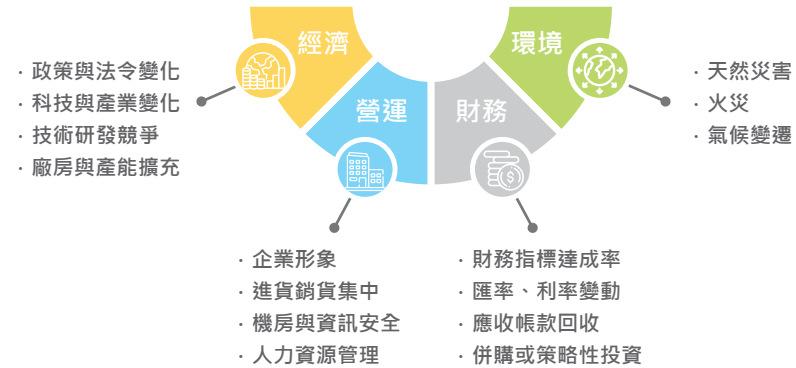 經濟
· 政策與法令變化
· 科技與產業變化
· 技術研發競爭
· 廠房與產能擴充
營運
· 企業形象
· 進貨銷貨集中
· 機房與資訊安全
· 人力資源管理
財務
· 財務指標達成率
· 匯率、利率變動
· 應收帳款回收
· 併購或策略性投資
環境
· 天然災害
· 火災
· 氣候變遷
$